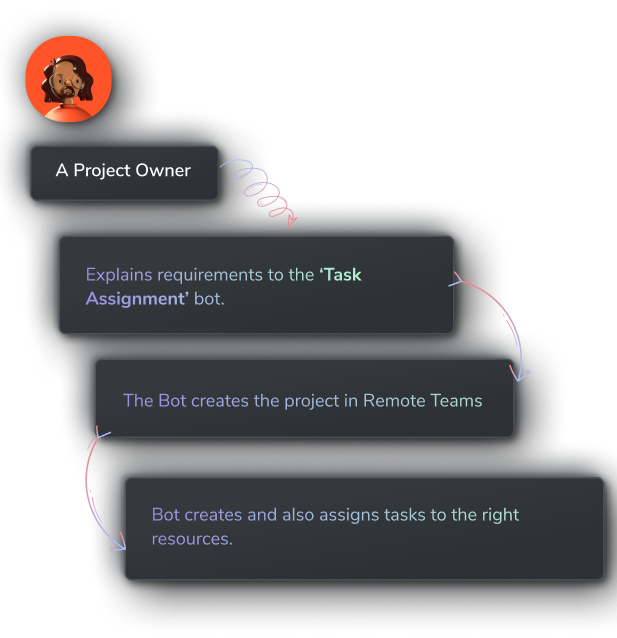 A Project Owner
Explains requirements to the ‘Task
Assignment’ bot.
The Bot creates the project in Remote Teams
Bot creates and also assigns tasks to the right
resources.